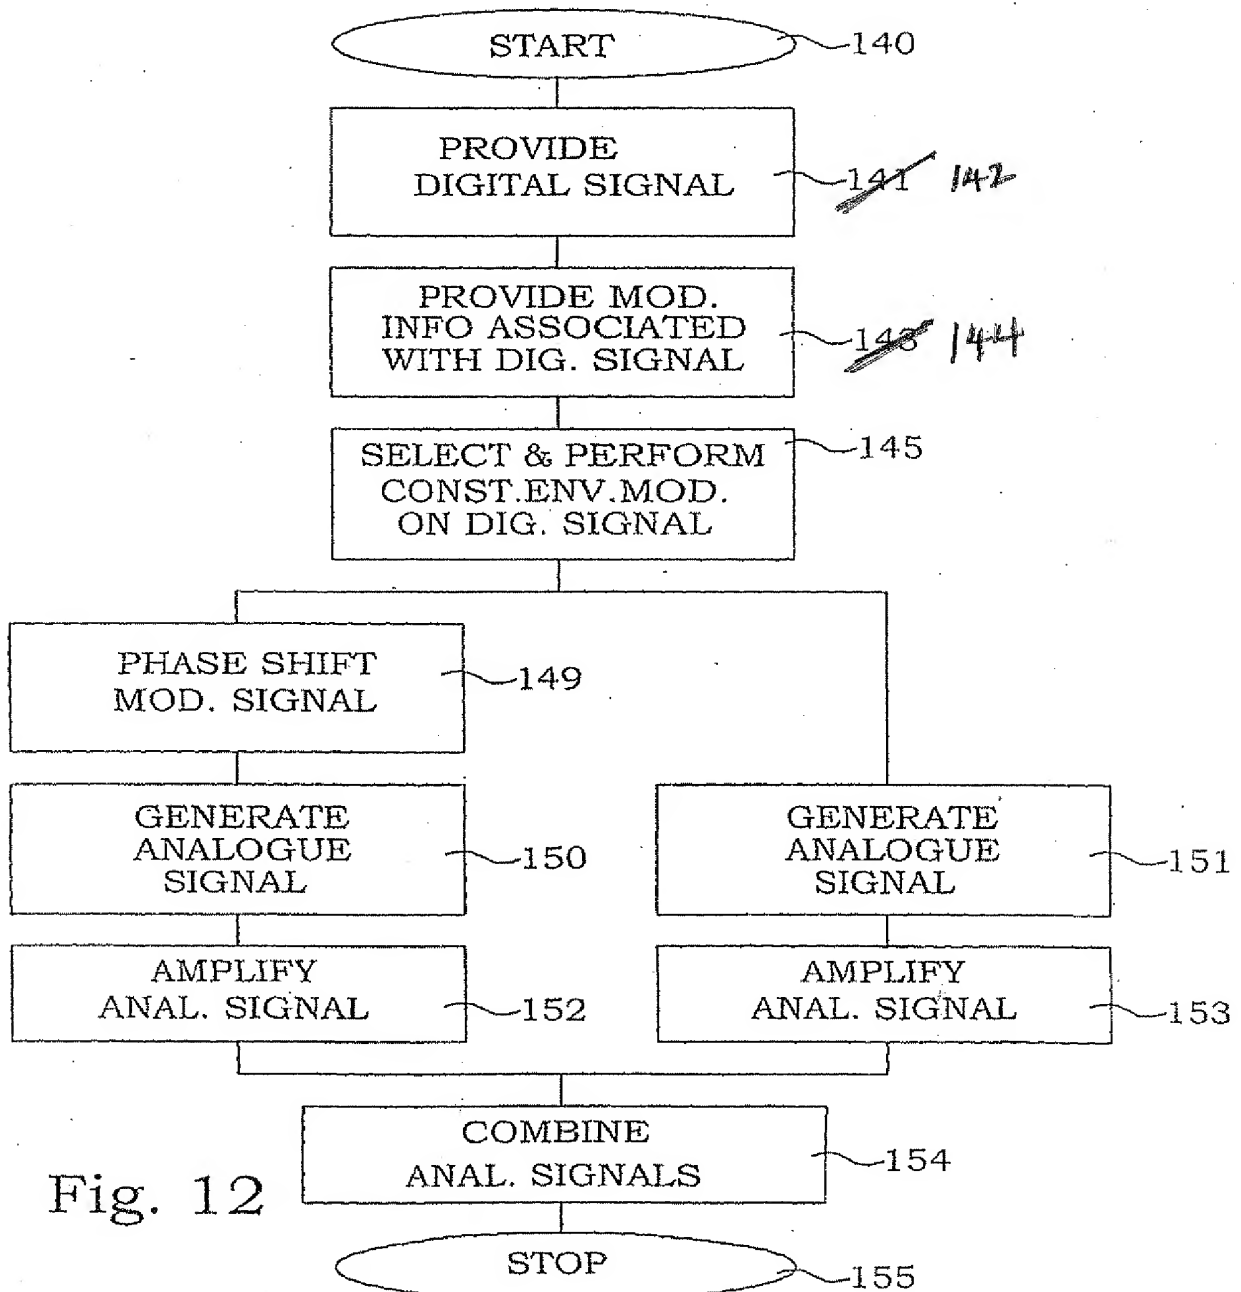 START
140
PROVIDE
DIGITAL SIGNAL
141 142
PROVIDE MOD.
INFO ASSOCIATED
WITH DIG. SIGNAL
143 144
SELECT & PERFORM
CONST.ENV.MOD.
ON DIG. SIGNAL
145
PHASE SHIFT
MOD. SIGNAL
149
GENERATE
ANALOGUE
SIGNAL
150
GENERATE
ANALOGUE
SIGNAL
151
AMPLIFY
ANAL. SIGNAL
152
AMPLIFY
ANAL. SIGNAL
153
COMBINE
ANAL. SIGNALS
154
Fig. 12
STOP
155